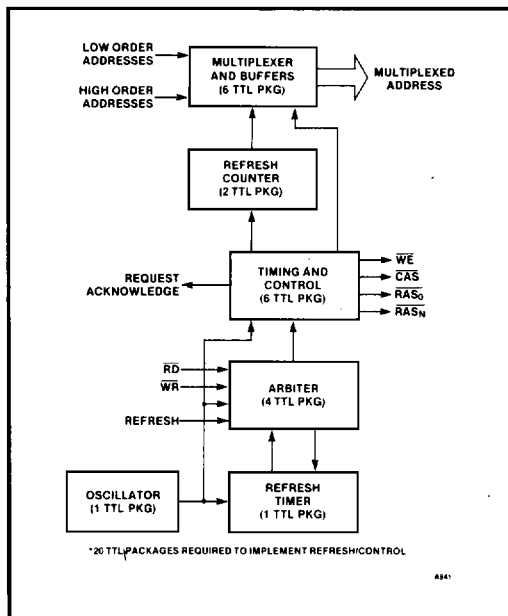 LOW ORDER
ADDRESSES
HIGH ORDER
ADDRESSES
MULTIPLEXER
AND BUFFERS
(6 TTL PKG)
MULTIPLEXED
ADDRESS
REFRESH
COUNTER
(2 TTL PKG)
REQUEST
ACKNOWLEDGE
TIMING AND
CONTROL
(6 TTL PKG)
WE
CAS
RAS0
RASN
RD
WR
REFRESH
ARBITER
(4 TTL PKG)
OSCILLATOR
(1 TTL PKG)
REFRESH
TIMER
(1 TTL PKG)
*20 TTL PACKAGES REQUIRED TO IMPLEMENT REFRESH/CONTROL
A941